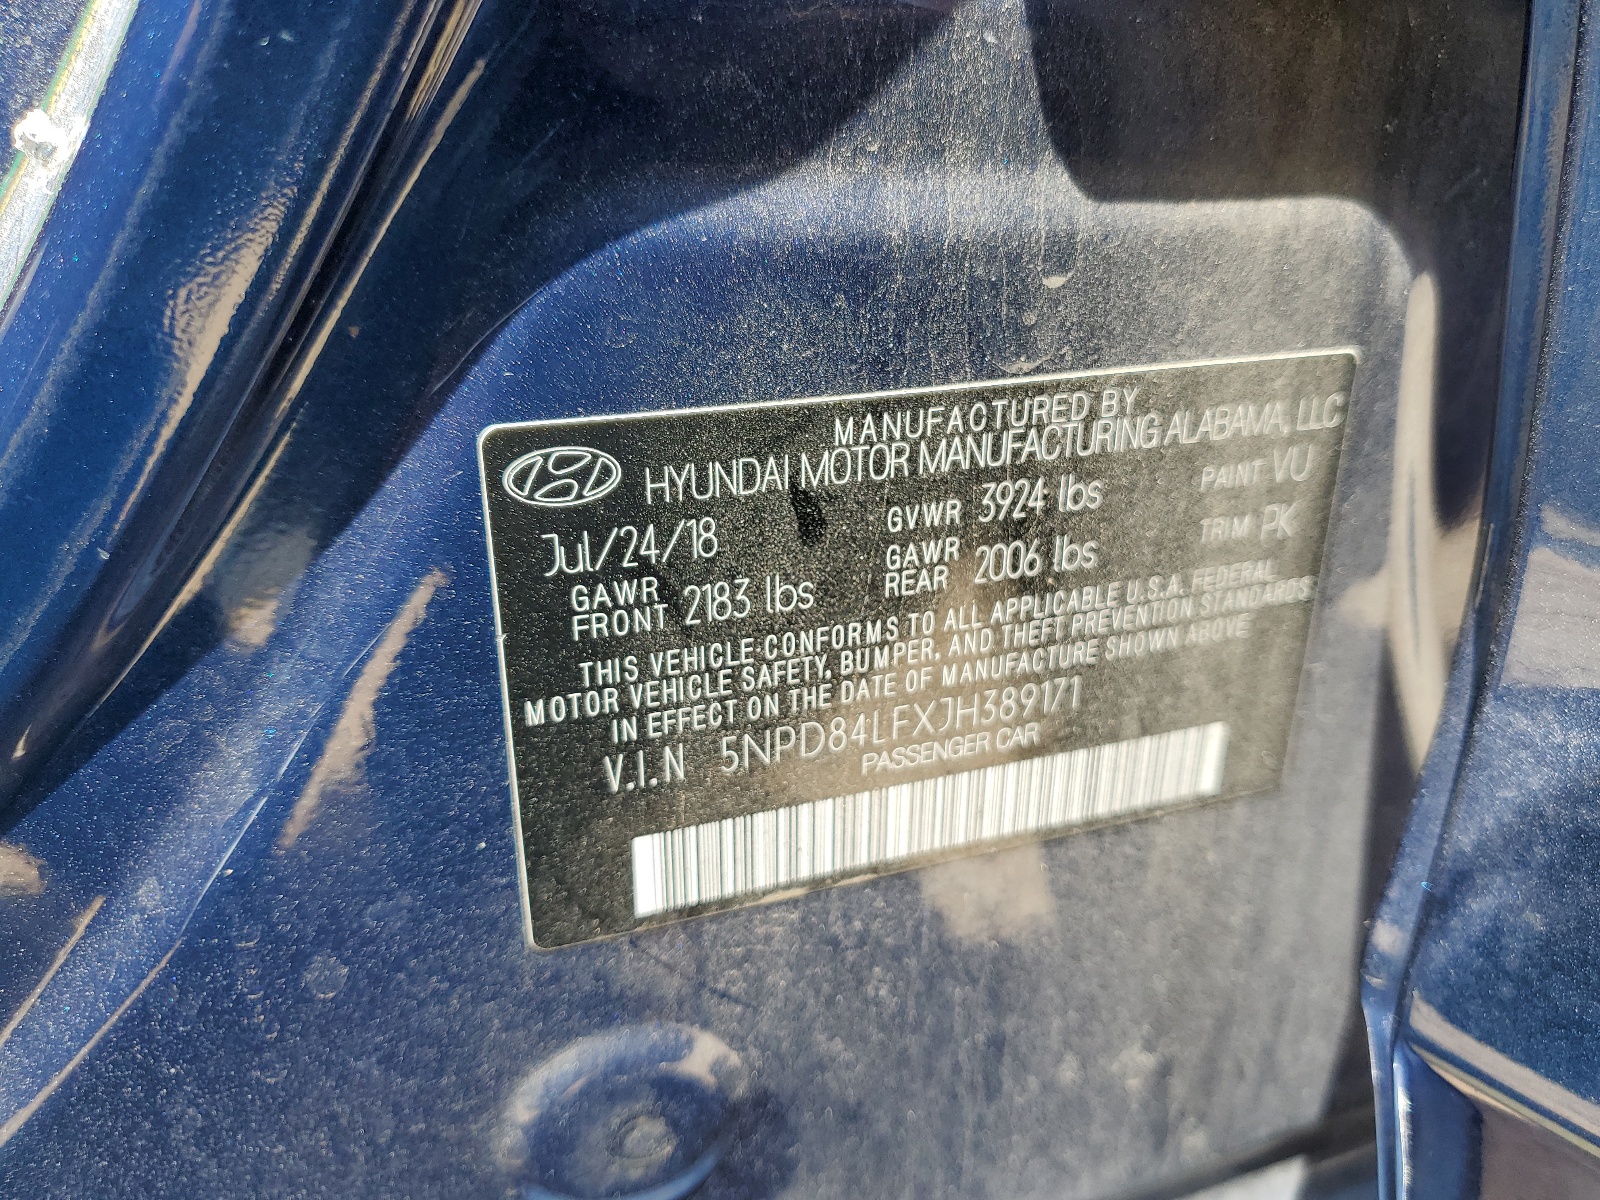 MANUFACTURED BY
HYUNDAI MOTOR MANUFACTURING ALABAMA, LLC
Jul/24/18 GVWR 3924 lbs PAINT VU
GAWR FRONT 2183 lbs GAWR REAR 2006 lbs TRIM PK
THIS VEHICLE CONFORMS TO ALL APPLICABLE U.S.A. FEDERAL
MOTOR VEHICLE SAFETY, BUMPER, AND THEFT PREVENTION STANDARDS
IN EFFECT ON THE DATE OF MANUFACTURE SHOWN ABOVE
V.I.N 5NPD84LFXJH389171
PASSENGER CAR